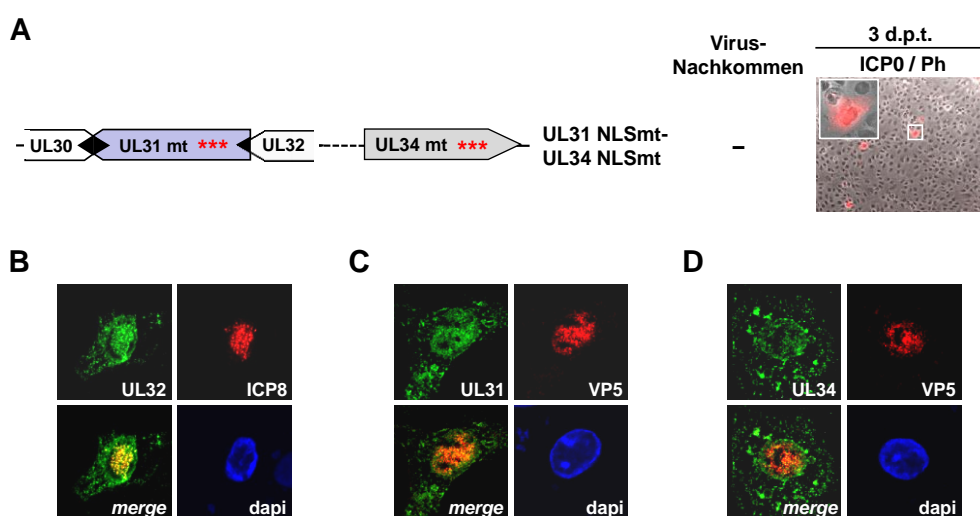 A
Virus-
Nachkommen
3 d.p.t.
ICP0 / Ph
UL30
UL31 mt ***
UL32
UL34 mt ***
UL31 NLSmt-
UL34 NLSmt
–
B
UL32
ICP8
merge
dapi
C
UL31
VP5
merge
dapi
D
UL34
VP5
merge
dapi